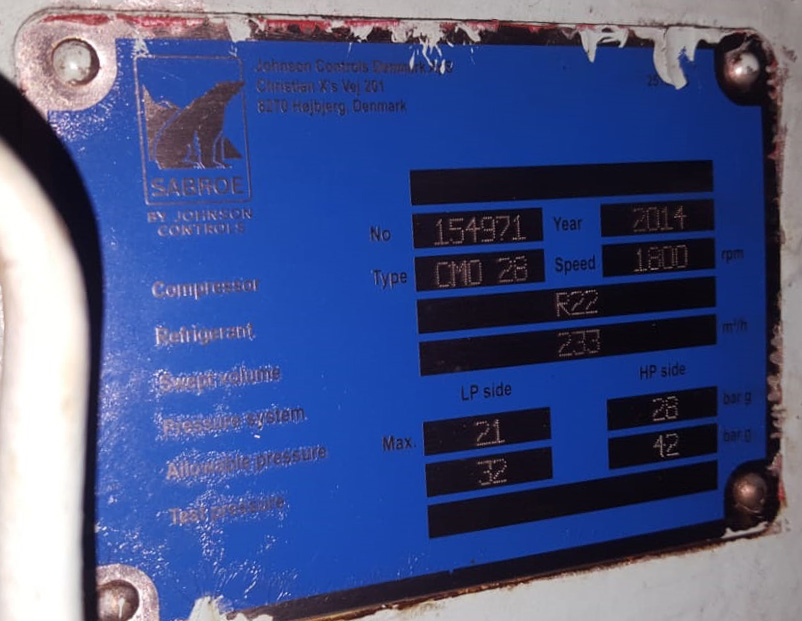 Johnson Controls Denmark ApS
Christian X's Vej 201
8270 Højbjerg, Denmark
SABROE
BY JOHNSON
CONTROLS
No 154971 Year 2014
Compressor Type CMO 28 Speed 1800 rpm
Refrigerant R22
Swept volume 233 m³/h
Pressure system LP side HP side
Allowable pressure Max. 21 28 bar g
Test pressure 32 42 bar g